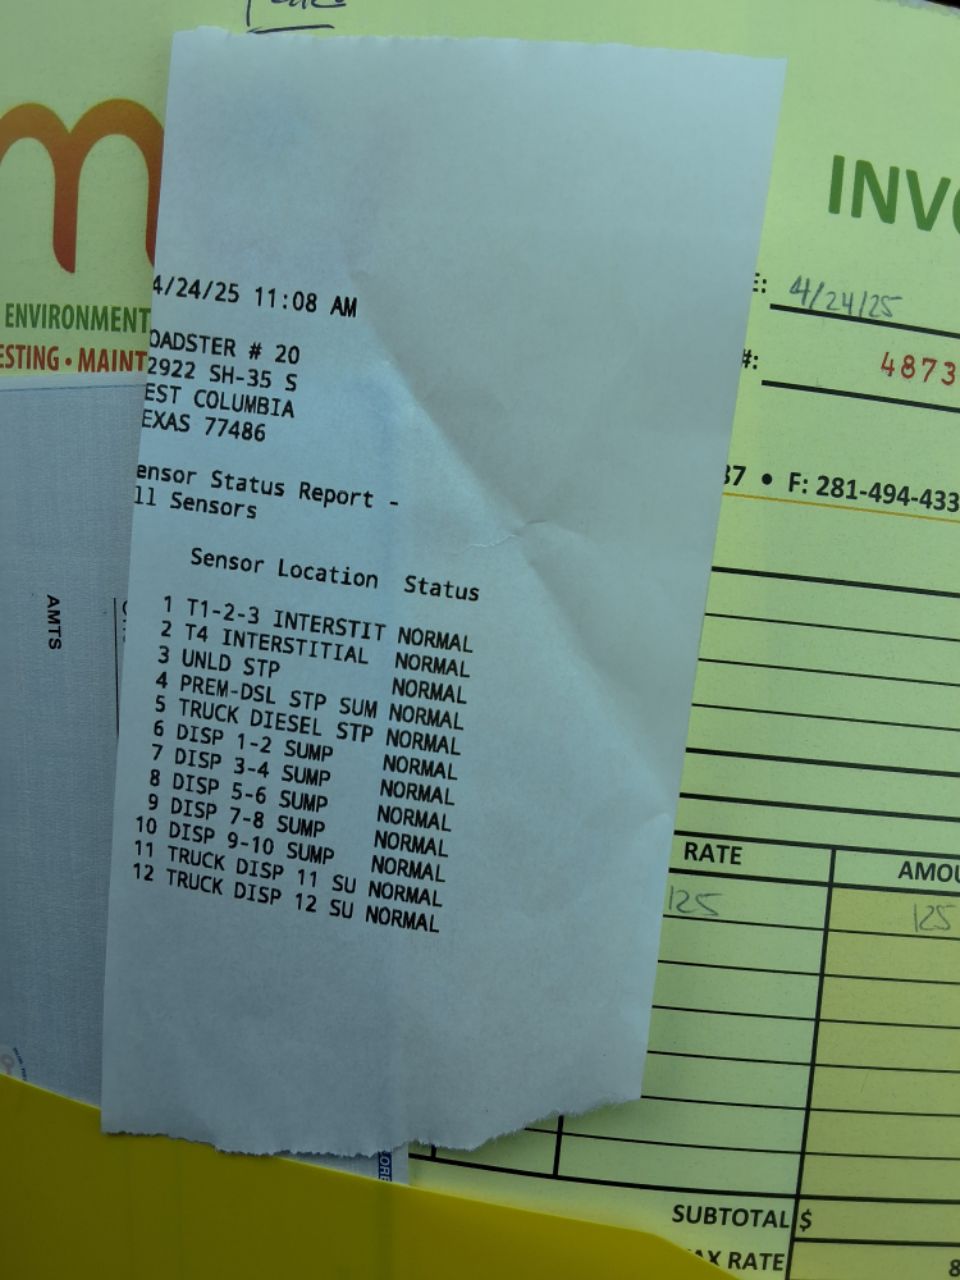 m
ENVIRONMENT
ESTING • MAINT
INV
E: 4/24/25
#: 4873
37 • F: 281-494-433
4/24/25 11:08 AM
OADSTER # 20
2922 SH-35 S
EST COLUMBIA
EXAS 77486
ensor Status Report -
ll Sensors
Sensor Location Status
1 T1-2-3 INTERSTIT NORMAL
2 T4 INTERSTITIAL NORMAL
3 UNLD STP NORMAL
4 PREM-DSL STP SUM NORMAL
5 TRUCK DIESEL STP NORMAL
6 DISP 1-2 SUMP NORMAL
7 DISP 3-4 SUMP NORMAL
8 DISP 5-6 SUMP NORMAL
9 DISP 7-8 SUMP NORMAL
10 DISP 9-10 SUMP NORMAL
11 TRUCK DISP 11 SU NORMAL
12 TRUCK DISP 12 SU NORMAL
AMTS
RATE AMOU
125 125
SUBTOTAL $
AX RATE 8